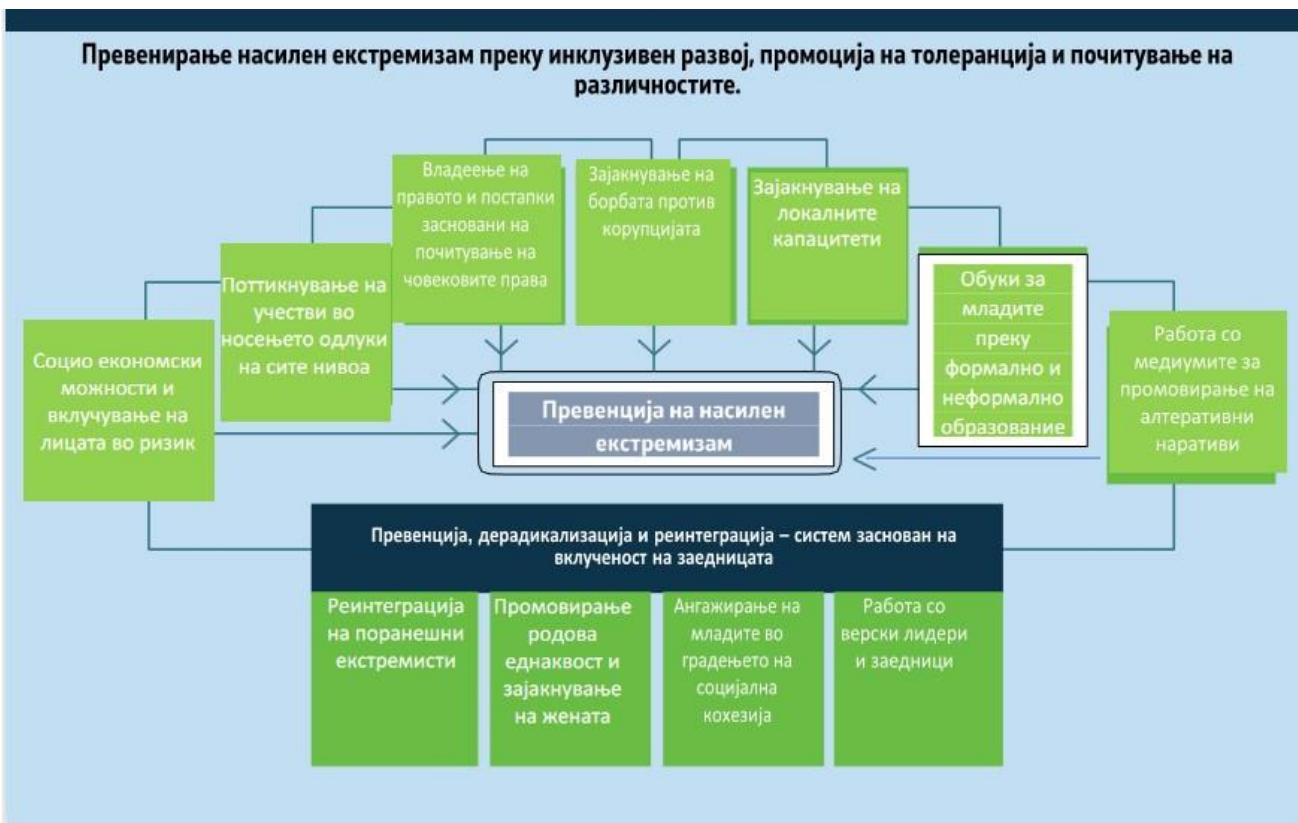 Превенирање насилен екстремизам преку инклузивен развој, промоција на толеранција и почитување на
различностите.
Социо економски
можности и
вклучување на
лицата во ризик
Поттикнување на
учестви во
носењето одлуки
на сите нивоа
Владеење на
правото и постапки
засновани на
почитување на
човековите права
Зајакнување на
борбата против
корупцијата
Зајакнување на
локалните
капацитети
Обуки за
младите
преку
формално и
неформално
образование
Работа со
медиумите за
промовирање на
алтеративни
наративи
Превенција на насилен
екстремизам
Превенција, дерадикализација и реинтеграција – систем заснован на
вклученост на заедницата
Реинтеграција
на поранешни
екстремисти
Промовирање
родова
еднаквост и
зајакнување
на жената
Ангажирање на
младите во
градењето на
социјална
кохезија
Работа со
верски лидери
и заедници